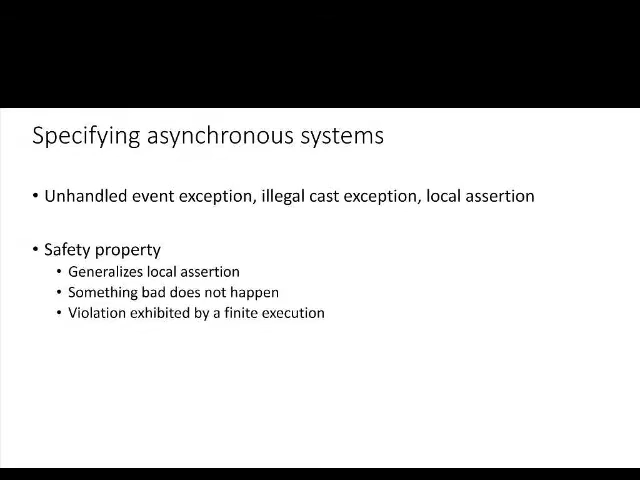 Specifying asynchronous systems
• Unhandled event exception, illegal cast exception, local assertion
• Safety property
• Generalizes local assertion
• Something bad does not happen
• Violation exhibited by a finite execution